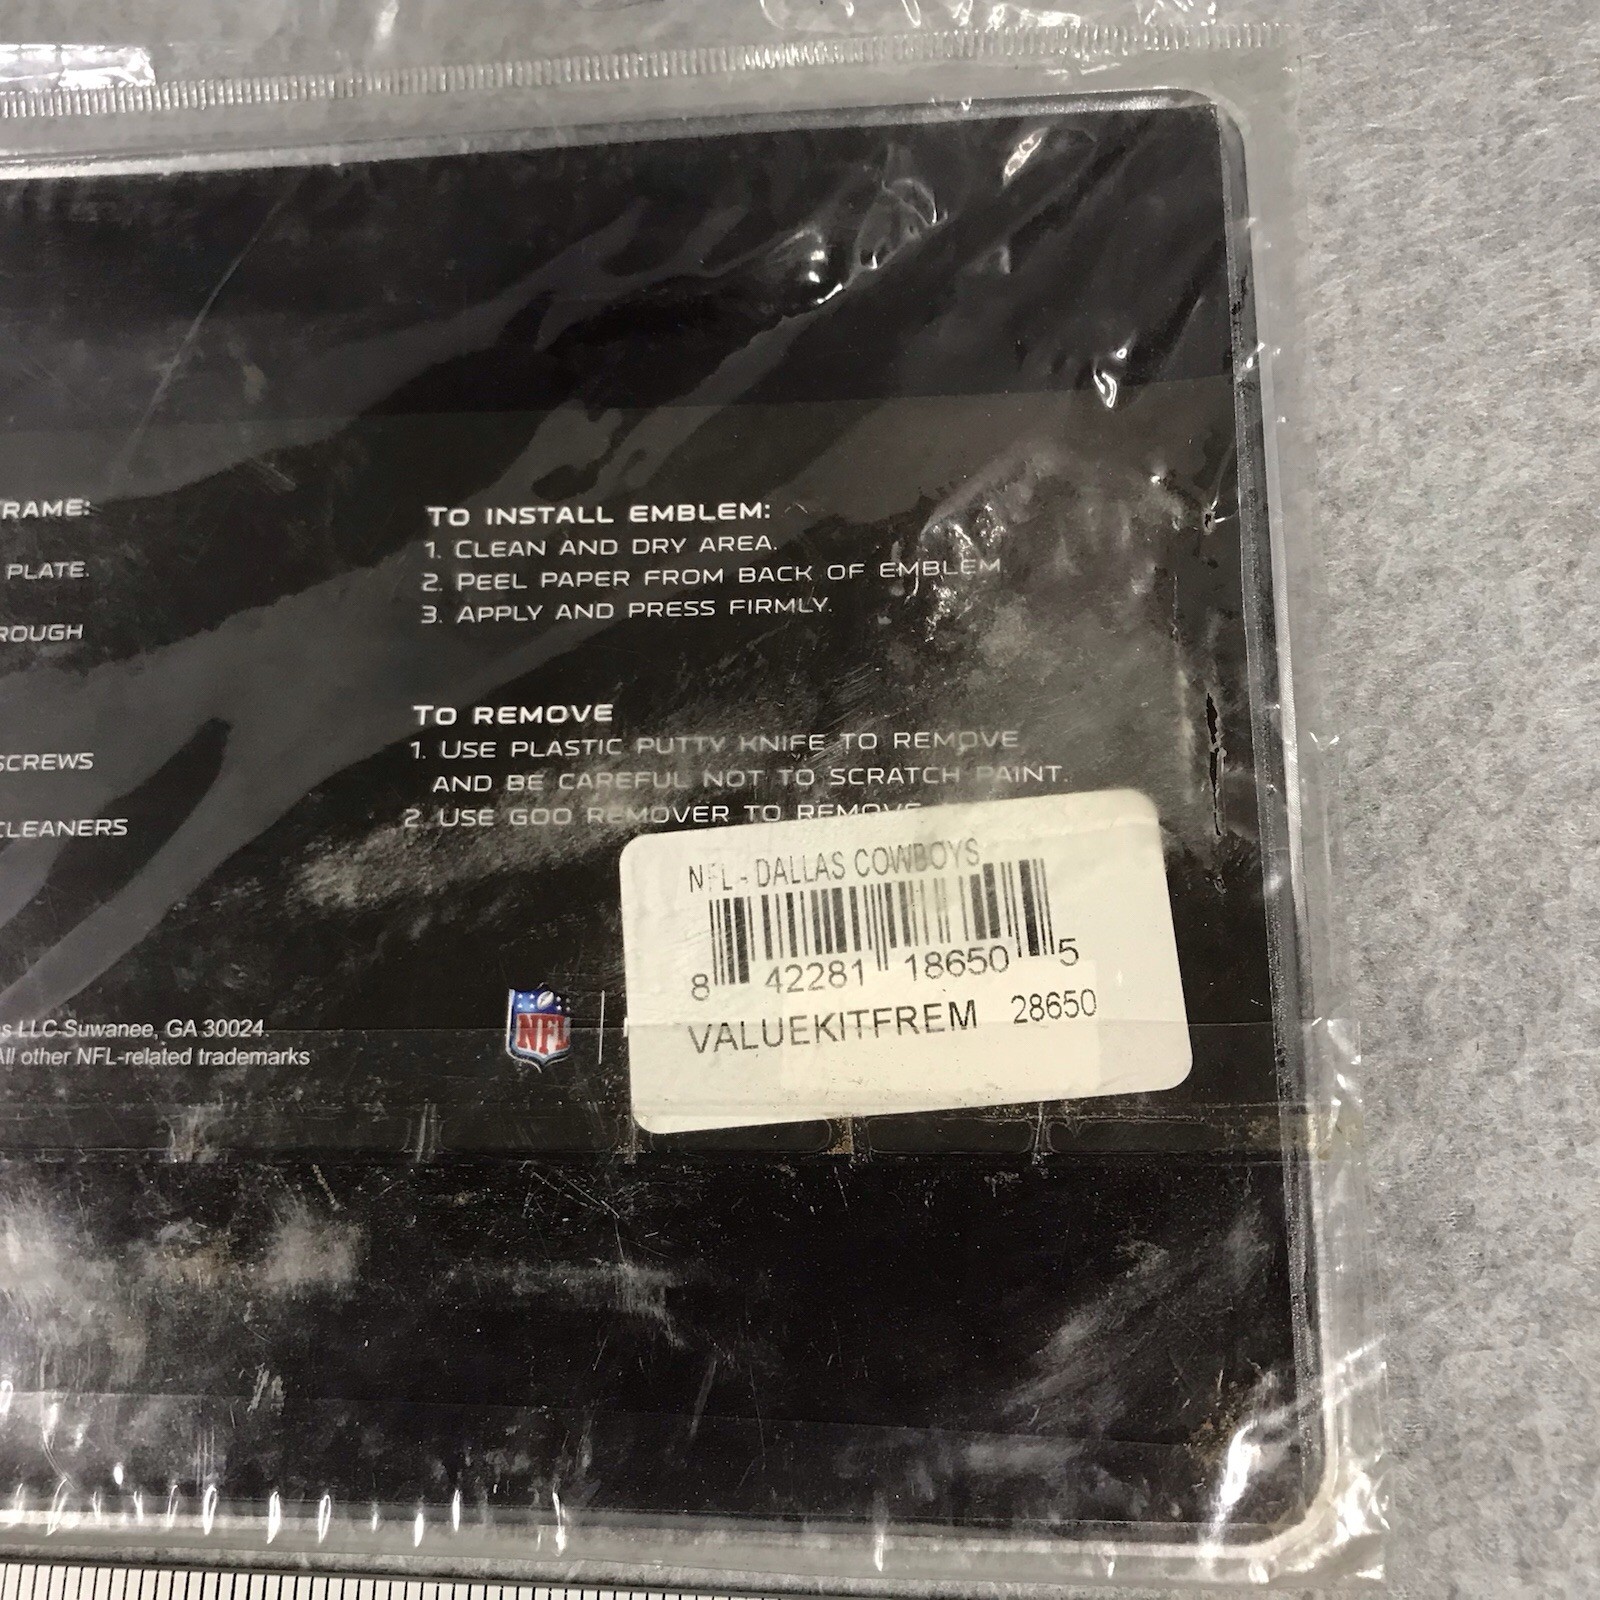 RAME:
PLATE.
ROUGH
SCREWS
CLEANERS
TO INSTALL EMBLEM:
1. CLEAN AND DRY AREA.
2. PEEL PAPER FROM BACK OF EMBLEM.
3. APPLY AND PRESS FIRMLY.
TO REMOVE
1. USE PLASTIC PUTTY KNIFE TO REMOVE
AND BE CAREFUL NOT TO SCRATCH PAINT.
2. USE GOO REMOVER TO REMOVE
NFL - DALLAS COWBOYS
8 42281 18650 5
VALUEKITFREM 28650
NFL
s LLC Suwanee, GA 30024.
All other NFL-related trademarks